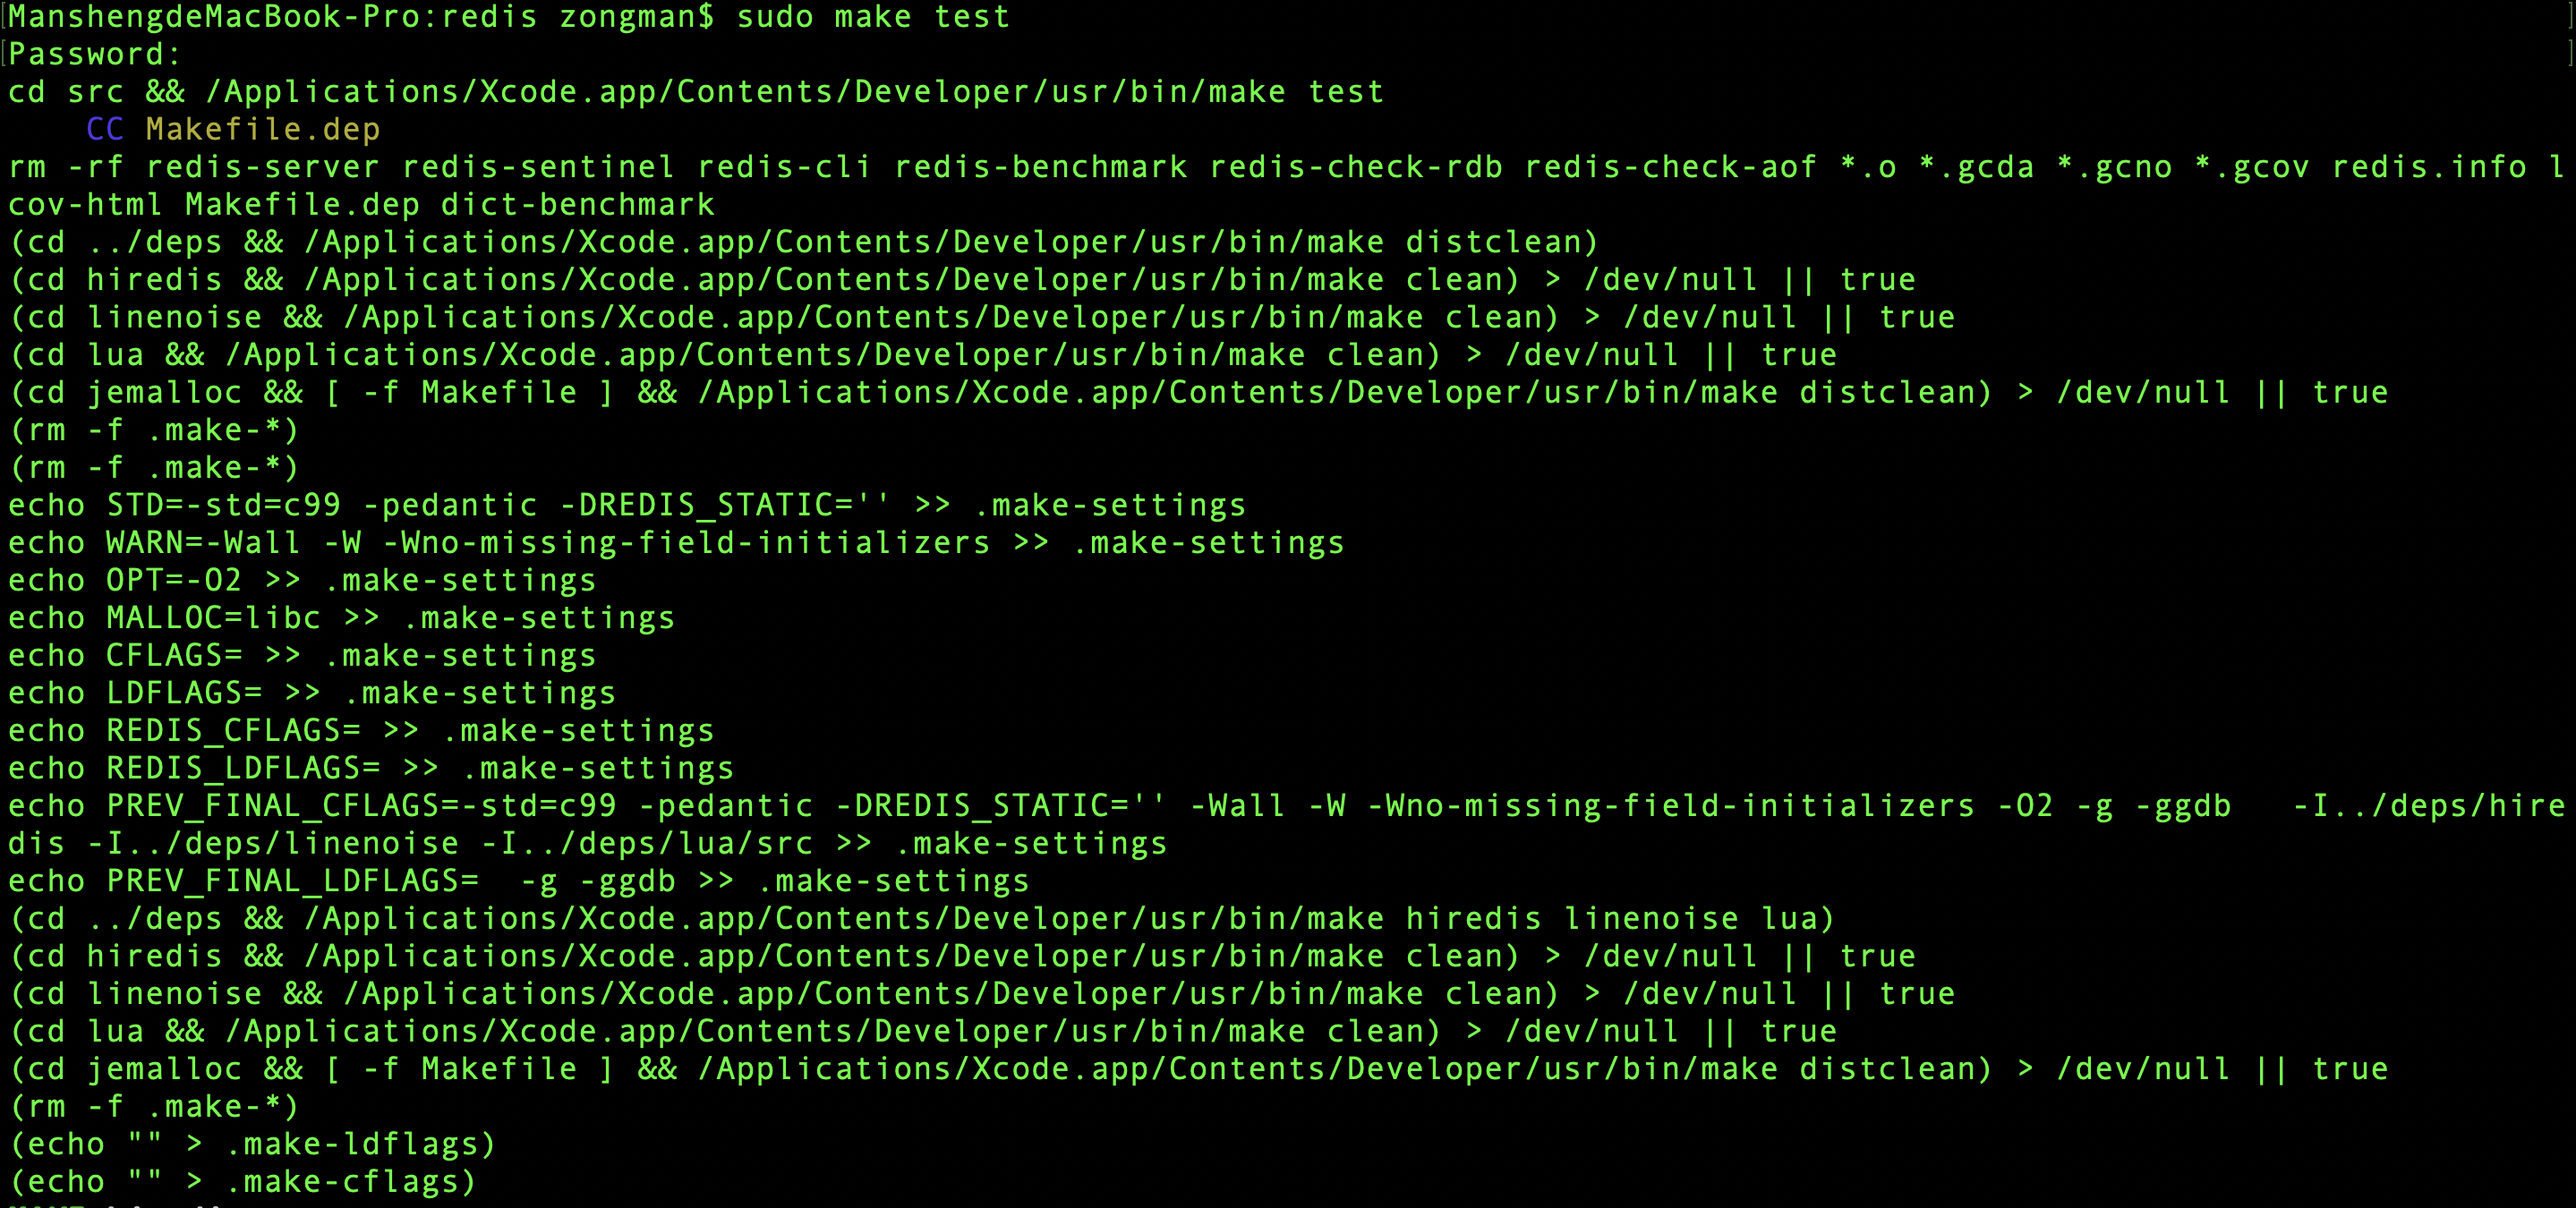 [ManshengdeMacBook-Pro:redis zongman$ sudo make test ]
[Password: ]
cd src && /Applications/Xcode.app/Contents/Developer/usr/bin/make test
    CC Makefile.dep
rm -rf redis-server redis-sentinel redis-cli redis-benchmark redis-check-rdb redis-check-aof *.o *.gcda *.gcno *.gcov redis.info l
cov-html Makefile.dep dict-benchmark
(cd ../deps && /Applications/Xcode.app/Contents/Developer/usr/bin/make distclean)
(cd hiredis && /Applications/Xcode.app/Contents/Developer/usr/bin/make clean) > /dev/null || true
(cd linenoise && /Applications/Xcode.app/Contents/Developer/usr/bin/make clean) > /dev/null || true
(cd lua && /Applications/Xcode.app/Contents/Developer/usr/bin/make clean) > /dev/null || true
(cd jemalloc && [ -f Makefile ] && /Applications/Xcode.app/Contents/Developer/usr/bin/make distclean) > /dev/null || true
(rm -f .make-*)
(rm -f .make-*)
echo STD=-std=c99 -pedantic -DREDIS_STATIC='' >> .make-settings
echo WARN=-Wall -W -Wno-missing-field-initializers >> .make-settings
echo OPT=-O2 >> .make-settings
echo MALLOC=libc >> .make-settings
echo CFLAGS= >> .make-settings
echo LDFLAGS= >> .make-settings
echo REDIS_CFLAGS= >> .make-settings
echo REDIS_LDFLAGS= >> .make-settings
echo PREV_FINAL_CFLAGS=-std=c99 -pedantic -DREDIS_STATIC='' -Wall -W -Wno-missing-field-initializers -O2 -g -ggdb   -I../deps/hire
dis -I../deps/linenoise -I../deps/lua/src >> .make-settings
echo PREV_FINAL_LDFLAGS=  -g -ggdb >> .make-settings
(cd ../deps && /Applications/Xcode.app/Contents/Developer/usr/bin/make hiredis linenoise lua)
(cd hiredis && /Applications/Xcode.app/Contents/Developer/usr/bin/make clean) > /dev/null || true
(cd linenoise && /Applications/Xcode.app/Contents/Developer/usr/bin/make clean) > /dev/null || true
(cd lua && /Applications/Xcode.app/Contents/Developer/usr/bin/make clean) > /dev/null || true
(cd jemalloc && [ -f Makefile ] && /Applications/Xcode.app/Contents/Developer/usr/bin/make distclean) > /dev/null || true
(rm -f .make-*)
(echo "" > .make-ldflags)
(echo "" > .make-cflags)